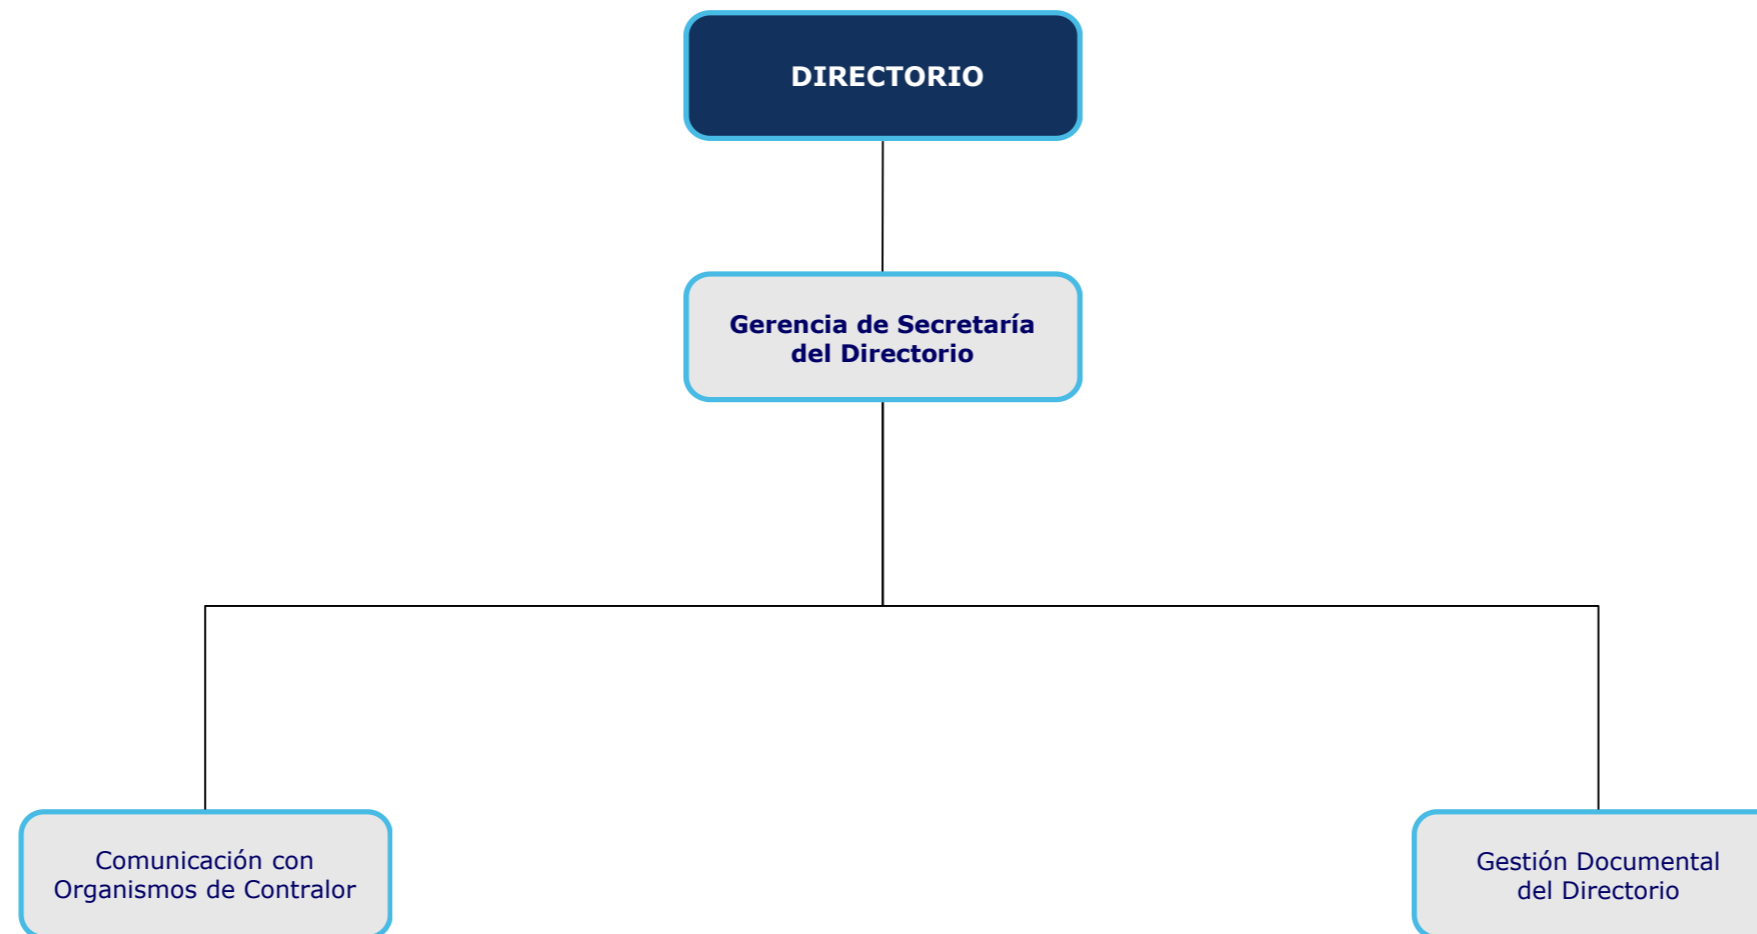 DIRECTORIO
Gerencia de Secretaría
del Directorio
Comunicación con
Organismos de Contralor
Gestión Documental
del Directorio